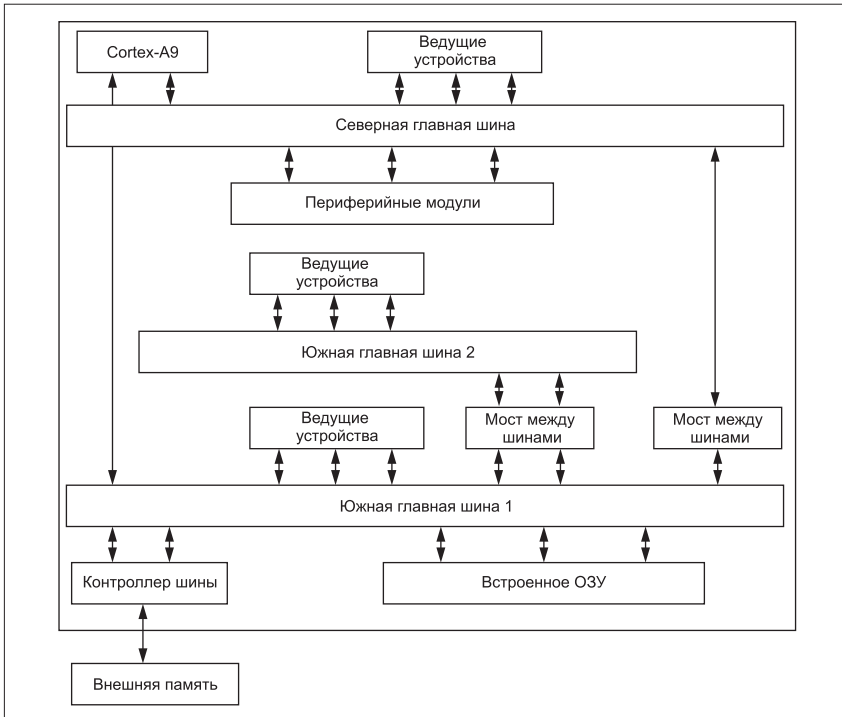 Cortex-A9
Ведущие
устройства
Северная главная шина
Периферийные модули
Ведущие
устройства
Южная главная шина 2
Ведущие
устройства
Мост между
шинами
Мост между
шинами
Южная главная шина 1
Контроллер шины
Встроенное ОЗУ
Внешняя память